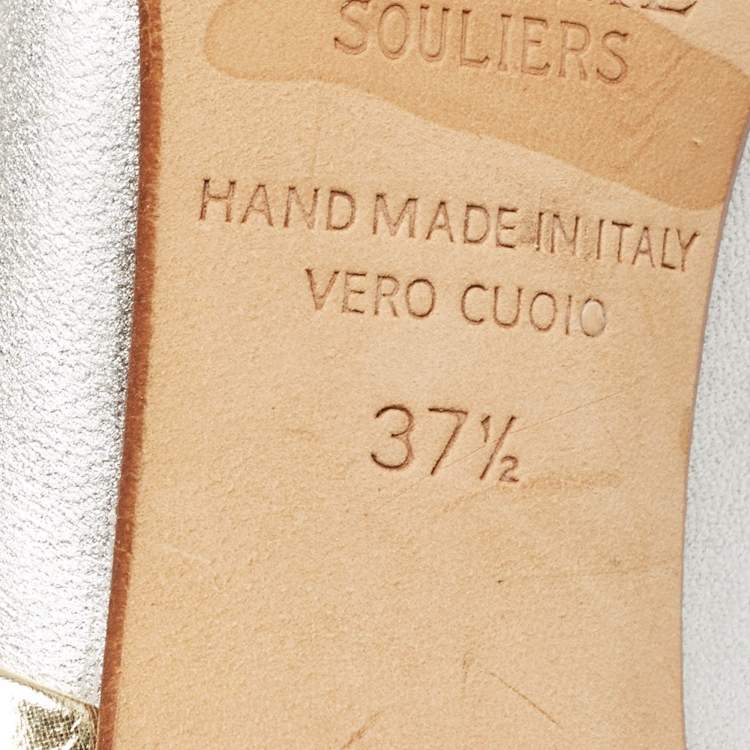 SOULIERS
HAND MADE IN ITALY
VERO CUOIO
37½